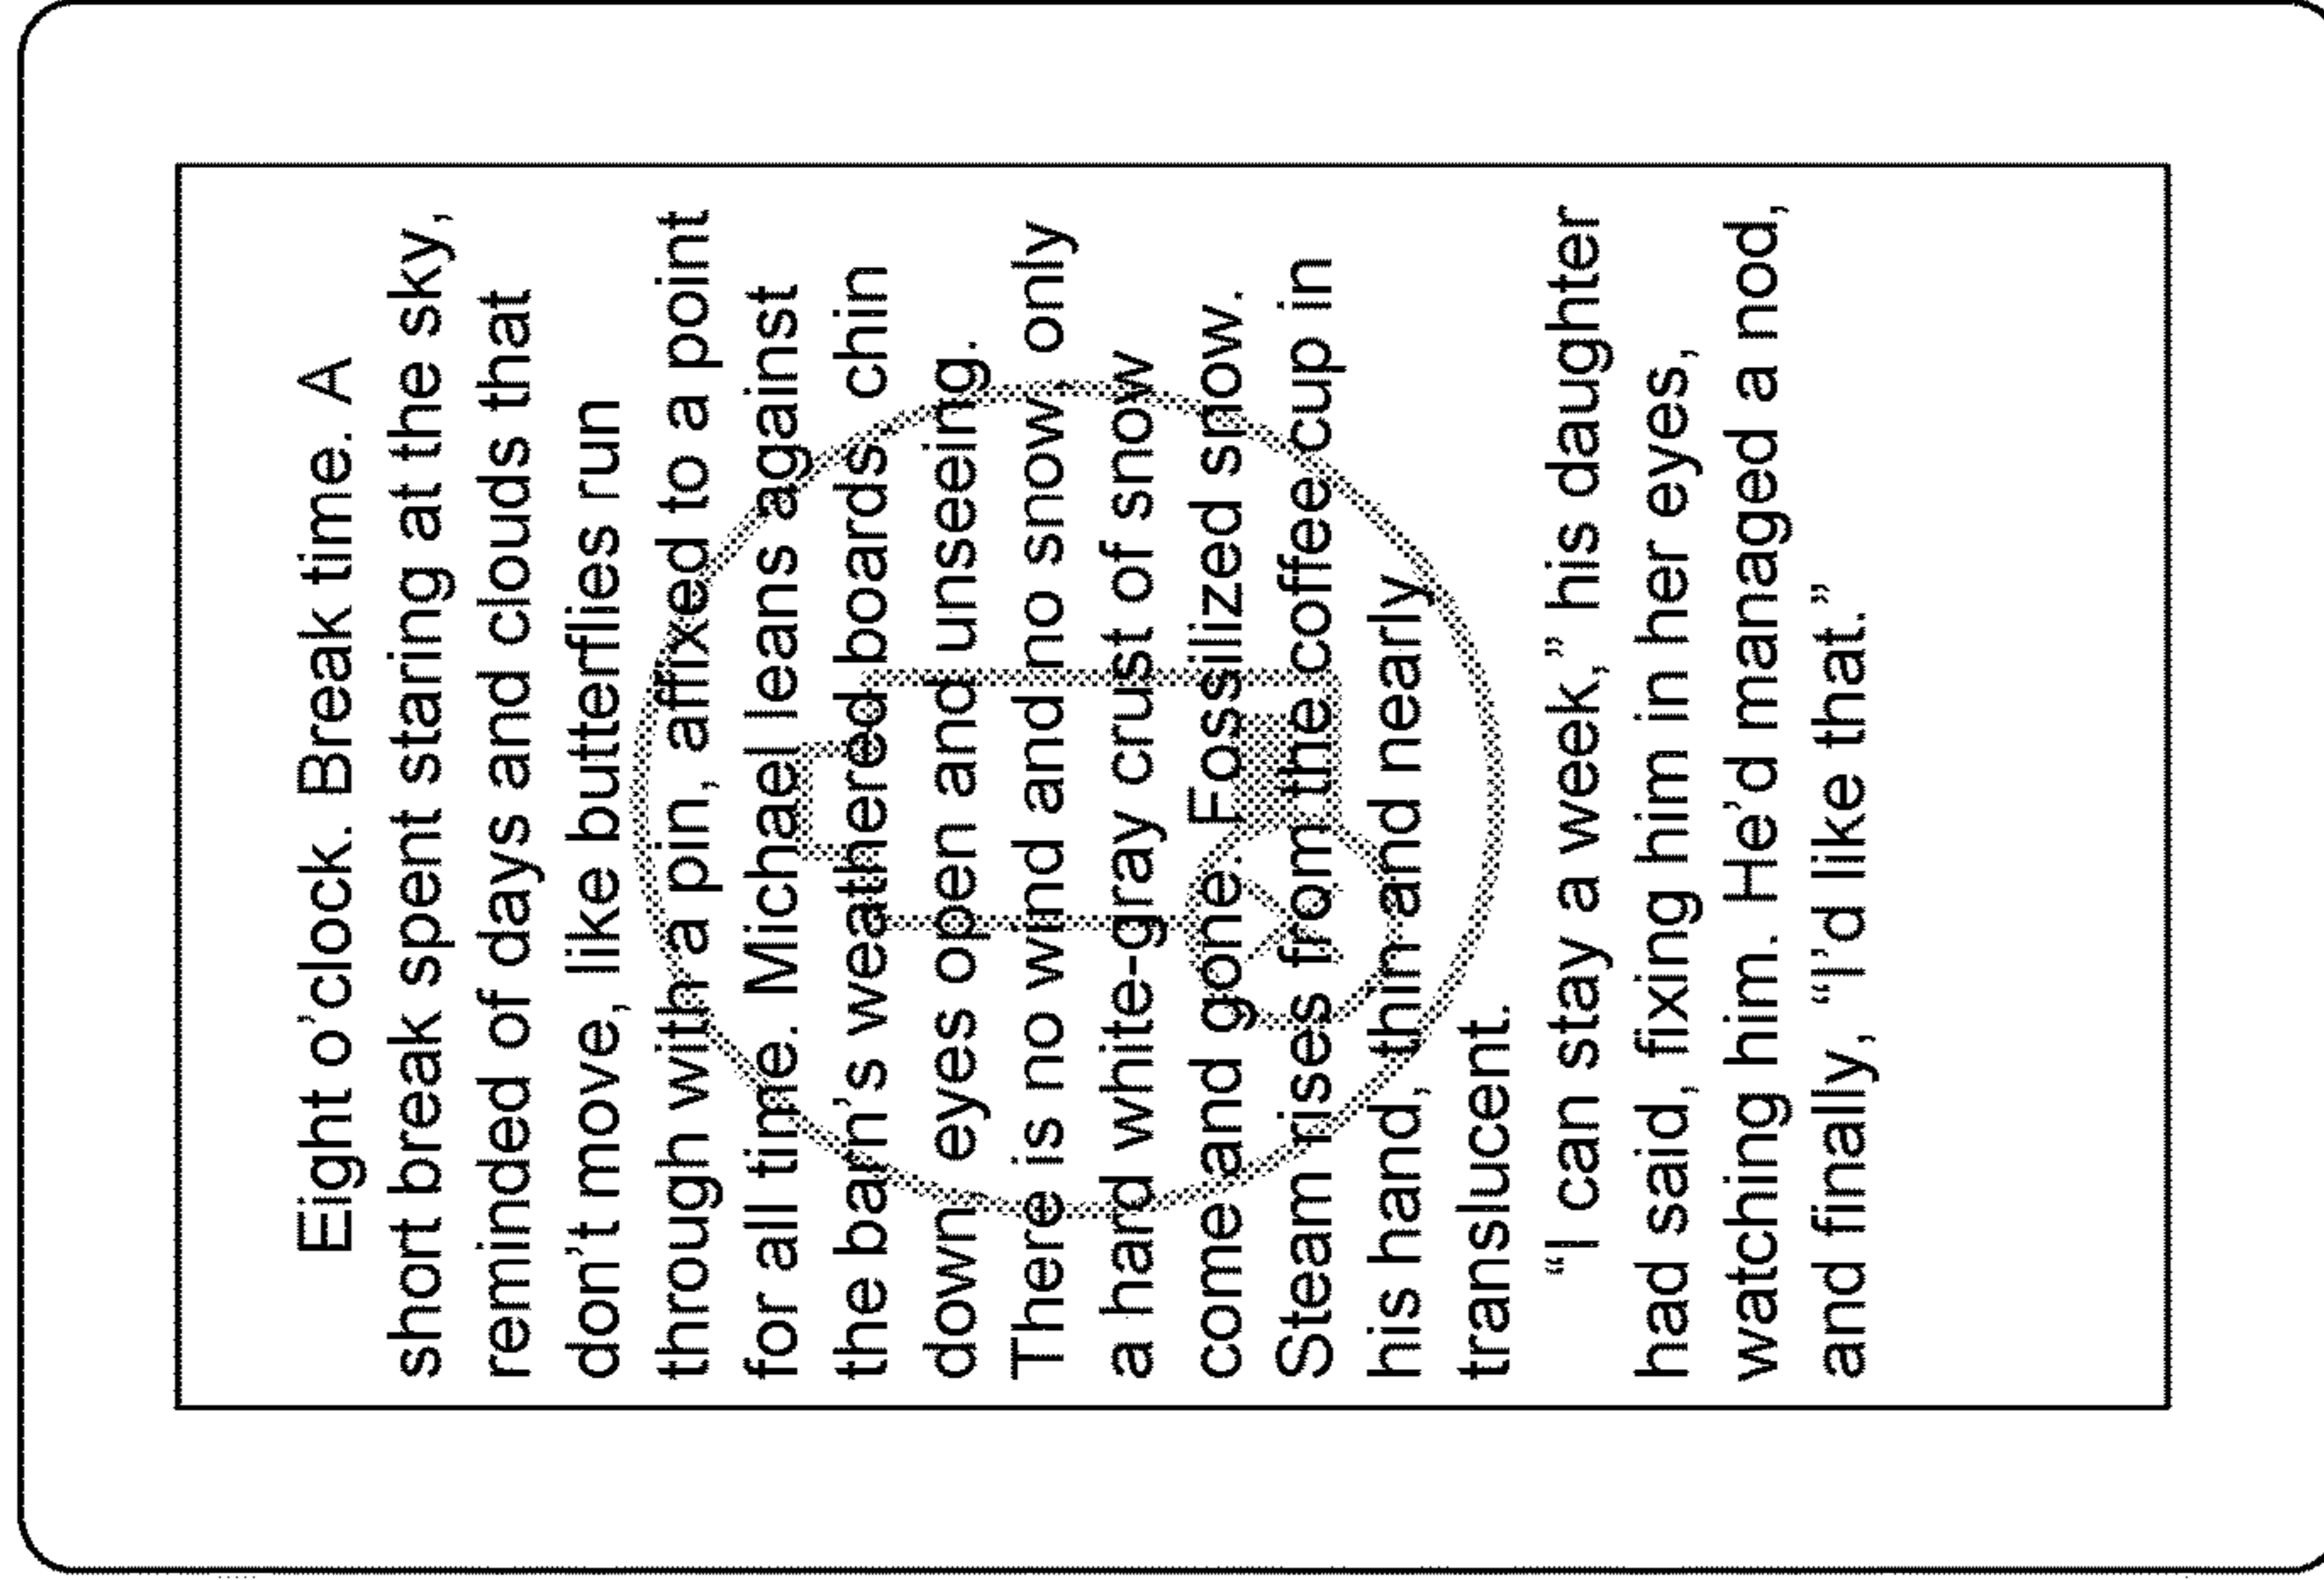 Eight o’clock. Break time. A
short break spent staring at the sky,
reminded of days and clouds that
don’t move, like butterflies run
through with a pin, affixed to a point
for all time. Michael leans against
the barn’s weathered boards, chin
down, eyes open and unseeing.
There is no wind and no snow, only
a hard white-gray crust of snow
come and gone. Fossilized snow.
Steam rises from the coffee cup in
his hand, thin and nearly
translucent.
“I can stay a week,” his daughter
had said, fixing him in her eyes,
watching him. He’d managed a nod,
and finally, “I’d like that.”